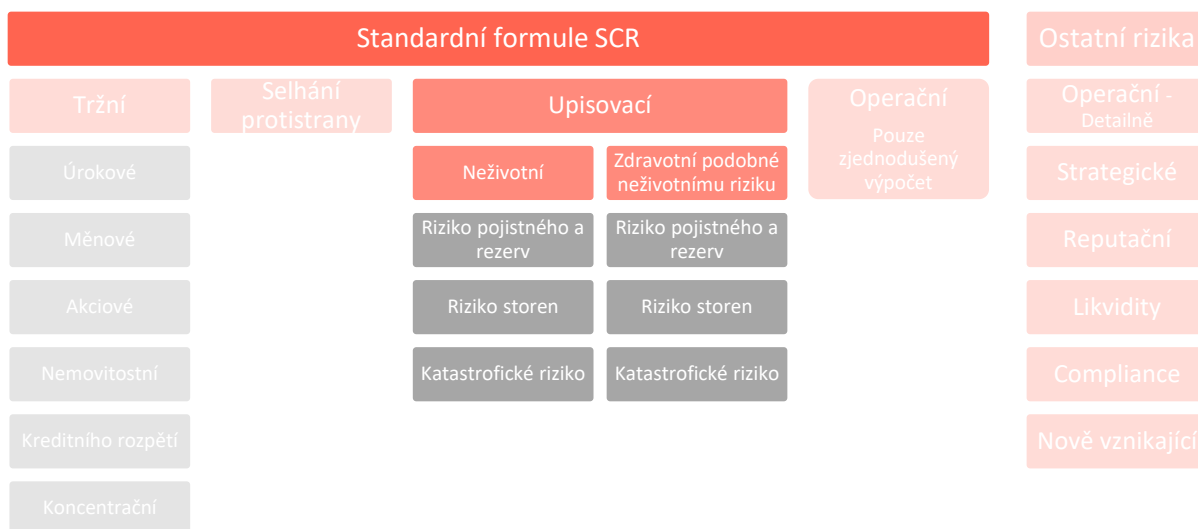 Standardní formule SCR
Ostatní rizika
Tržní
Selhání
protistrany
Upisovací
Operační
Pouze
zjednodušený
výpočet
Operační -
Detailně
Úrokové
Neživotní
Zdravotní podobné
neživotnímu riziku
Strategické
Měnové
Riziko pojistného a
rezerv
Riziko pojistného a
rezerv
Reputační
Akciové
Riziko storen
Riziko storen
Likvidity
Nemovitostní
Katastrofické riziko
Katastrofické riziko
Compliance
Kreditního rozpětí
Nově vznikající
Koncentrační